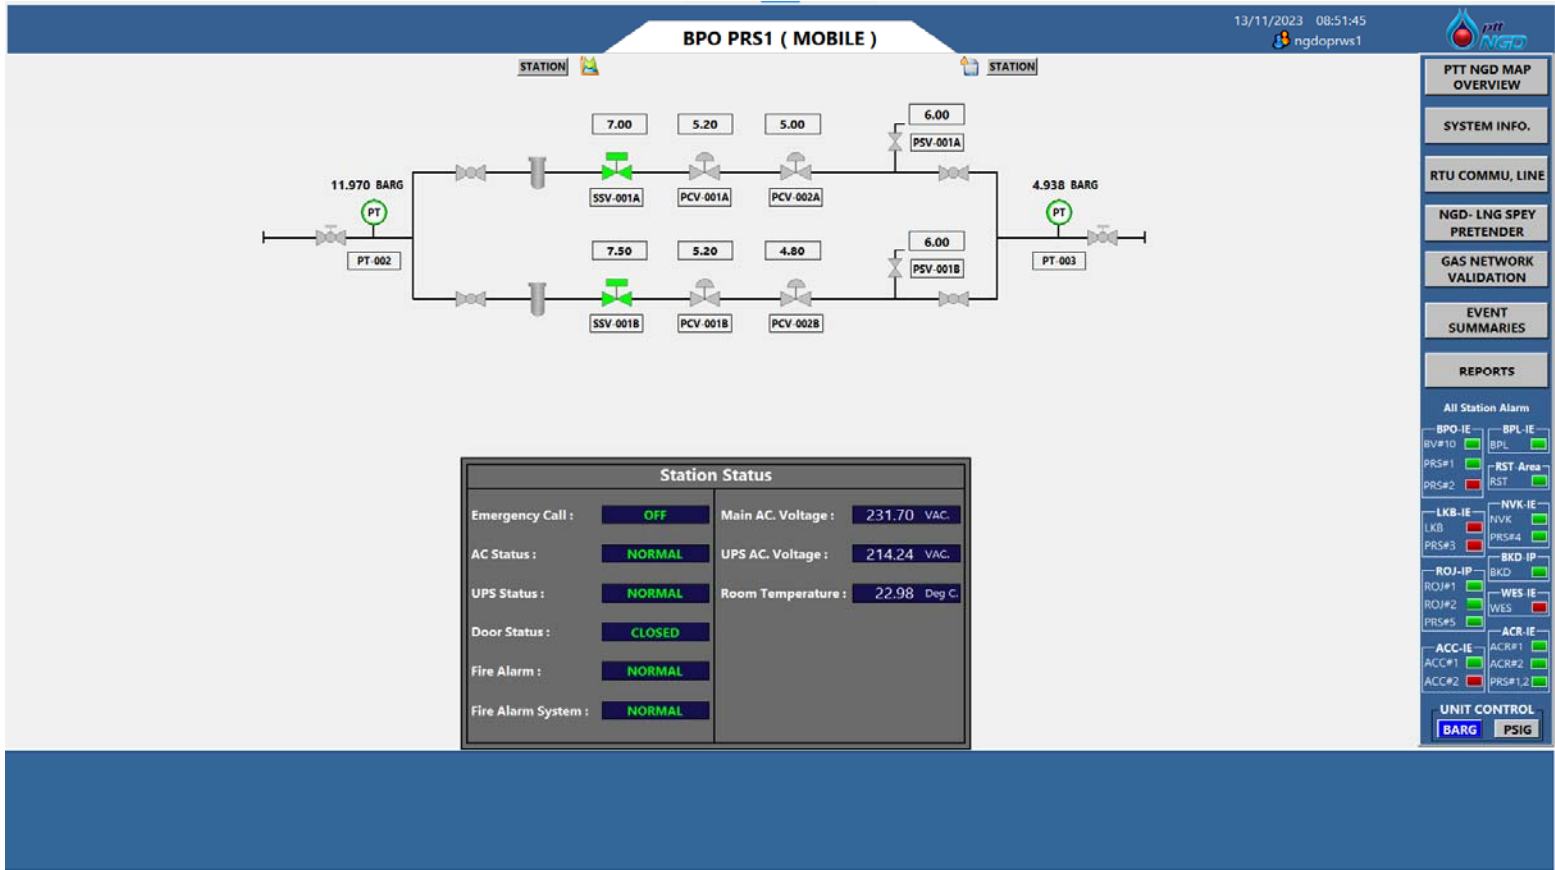 BPO PRS1 ( MOBILE )
13/11/2023 08:51:45
ngdoprws1
ptt
NGD
STATION
STATION
7.00
5.20
5.00
6.00
PSV-001A
11.970 BARG
PT
SSV-001A
PCV-001A
PCV-002A
4.938 BARG
PT
PT-002
7.50
5.20
4.80
6.00
PSV-001B
PT-003
SSV-001B
PCV-001B
PCV-002B
Station Status
Emergency Call : OFF
AC Status : NORMAL
UPS Status : NORMAL
Door Status : CLOSED
Fire Alarm : NORMAL
Fire Alarm System : NORMAL
Main AC. Voltage : 231.70 VAC.
UPS AC. Voltage : 214.24 VAC.
Room Temperature : 22.98 Deg C.
PTT NGD MAP
OVERVIEW
SYSTEM INFO.
RTU COMMU, LINE
NGD- LNG SPEY
PRETENDER
GAS NETWORK
VALIDATION
EVENT
SUMMARIES
REPORTS
All Station Alarm
BPO-IE
BV#10
PRS#1
PRS#2
BPL-IE
BPL
RST-Area
RST
LKB-IE
LKB
PRS#3
NVK-IE
NVK
PRS#4
BKD-IP
BKD
ROJ-IP
ROJ#1
ROJ#2
PRS#5
WES-IE
WES
ACC-IE
ACC#1
ACC#2
ACR-IE
ACR#1
ACR#2
PRS#1,2
UNIT CONTROL
BARG PSIG